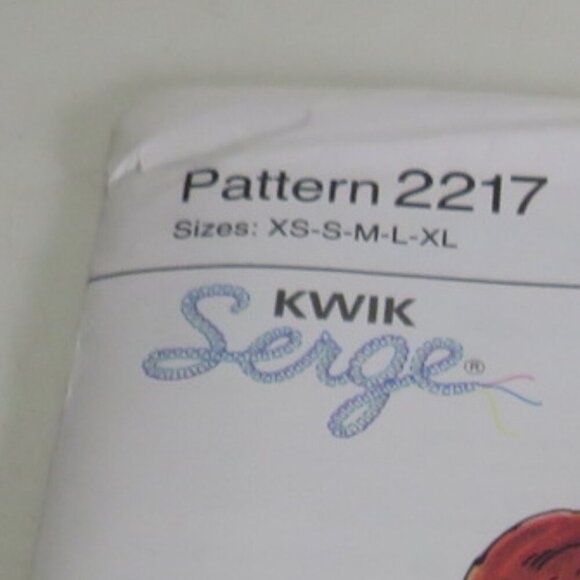 Pattern 2217
Sizes: XS-S-M-L-XL
KWIK
Serge®